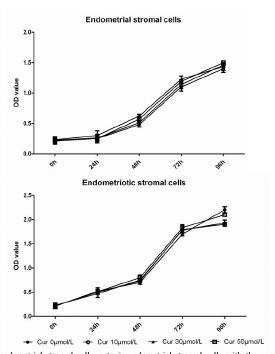 Endometrial stromal cells
2.0
1.5
OD value
1.0
0.5
0.0
0h
24h
48h
72h
96h
Endometriotic stromal cells
2.5
2.0
1.5
OD value
1.0
0.5
0.0
0h
24h
48h
72h
96h
Cur 0μmol/L Cur 10μmol/L Cur 30μmol/L Cur 50μmol/L